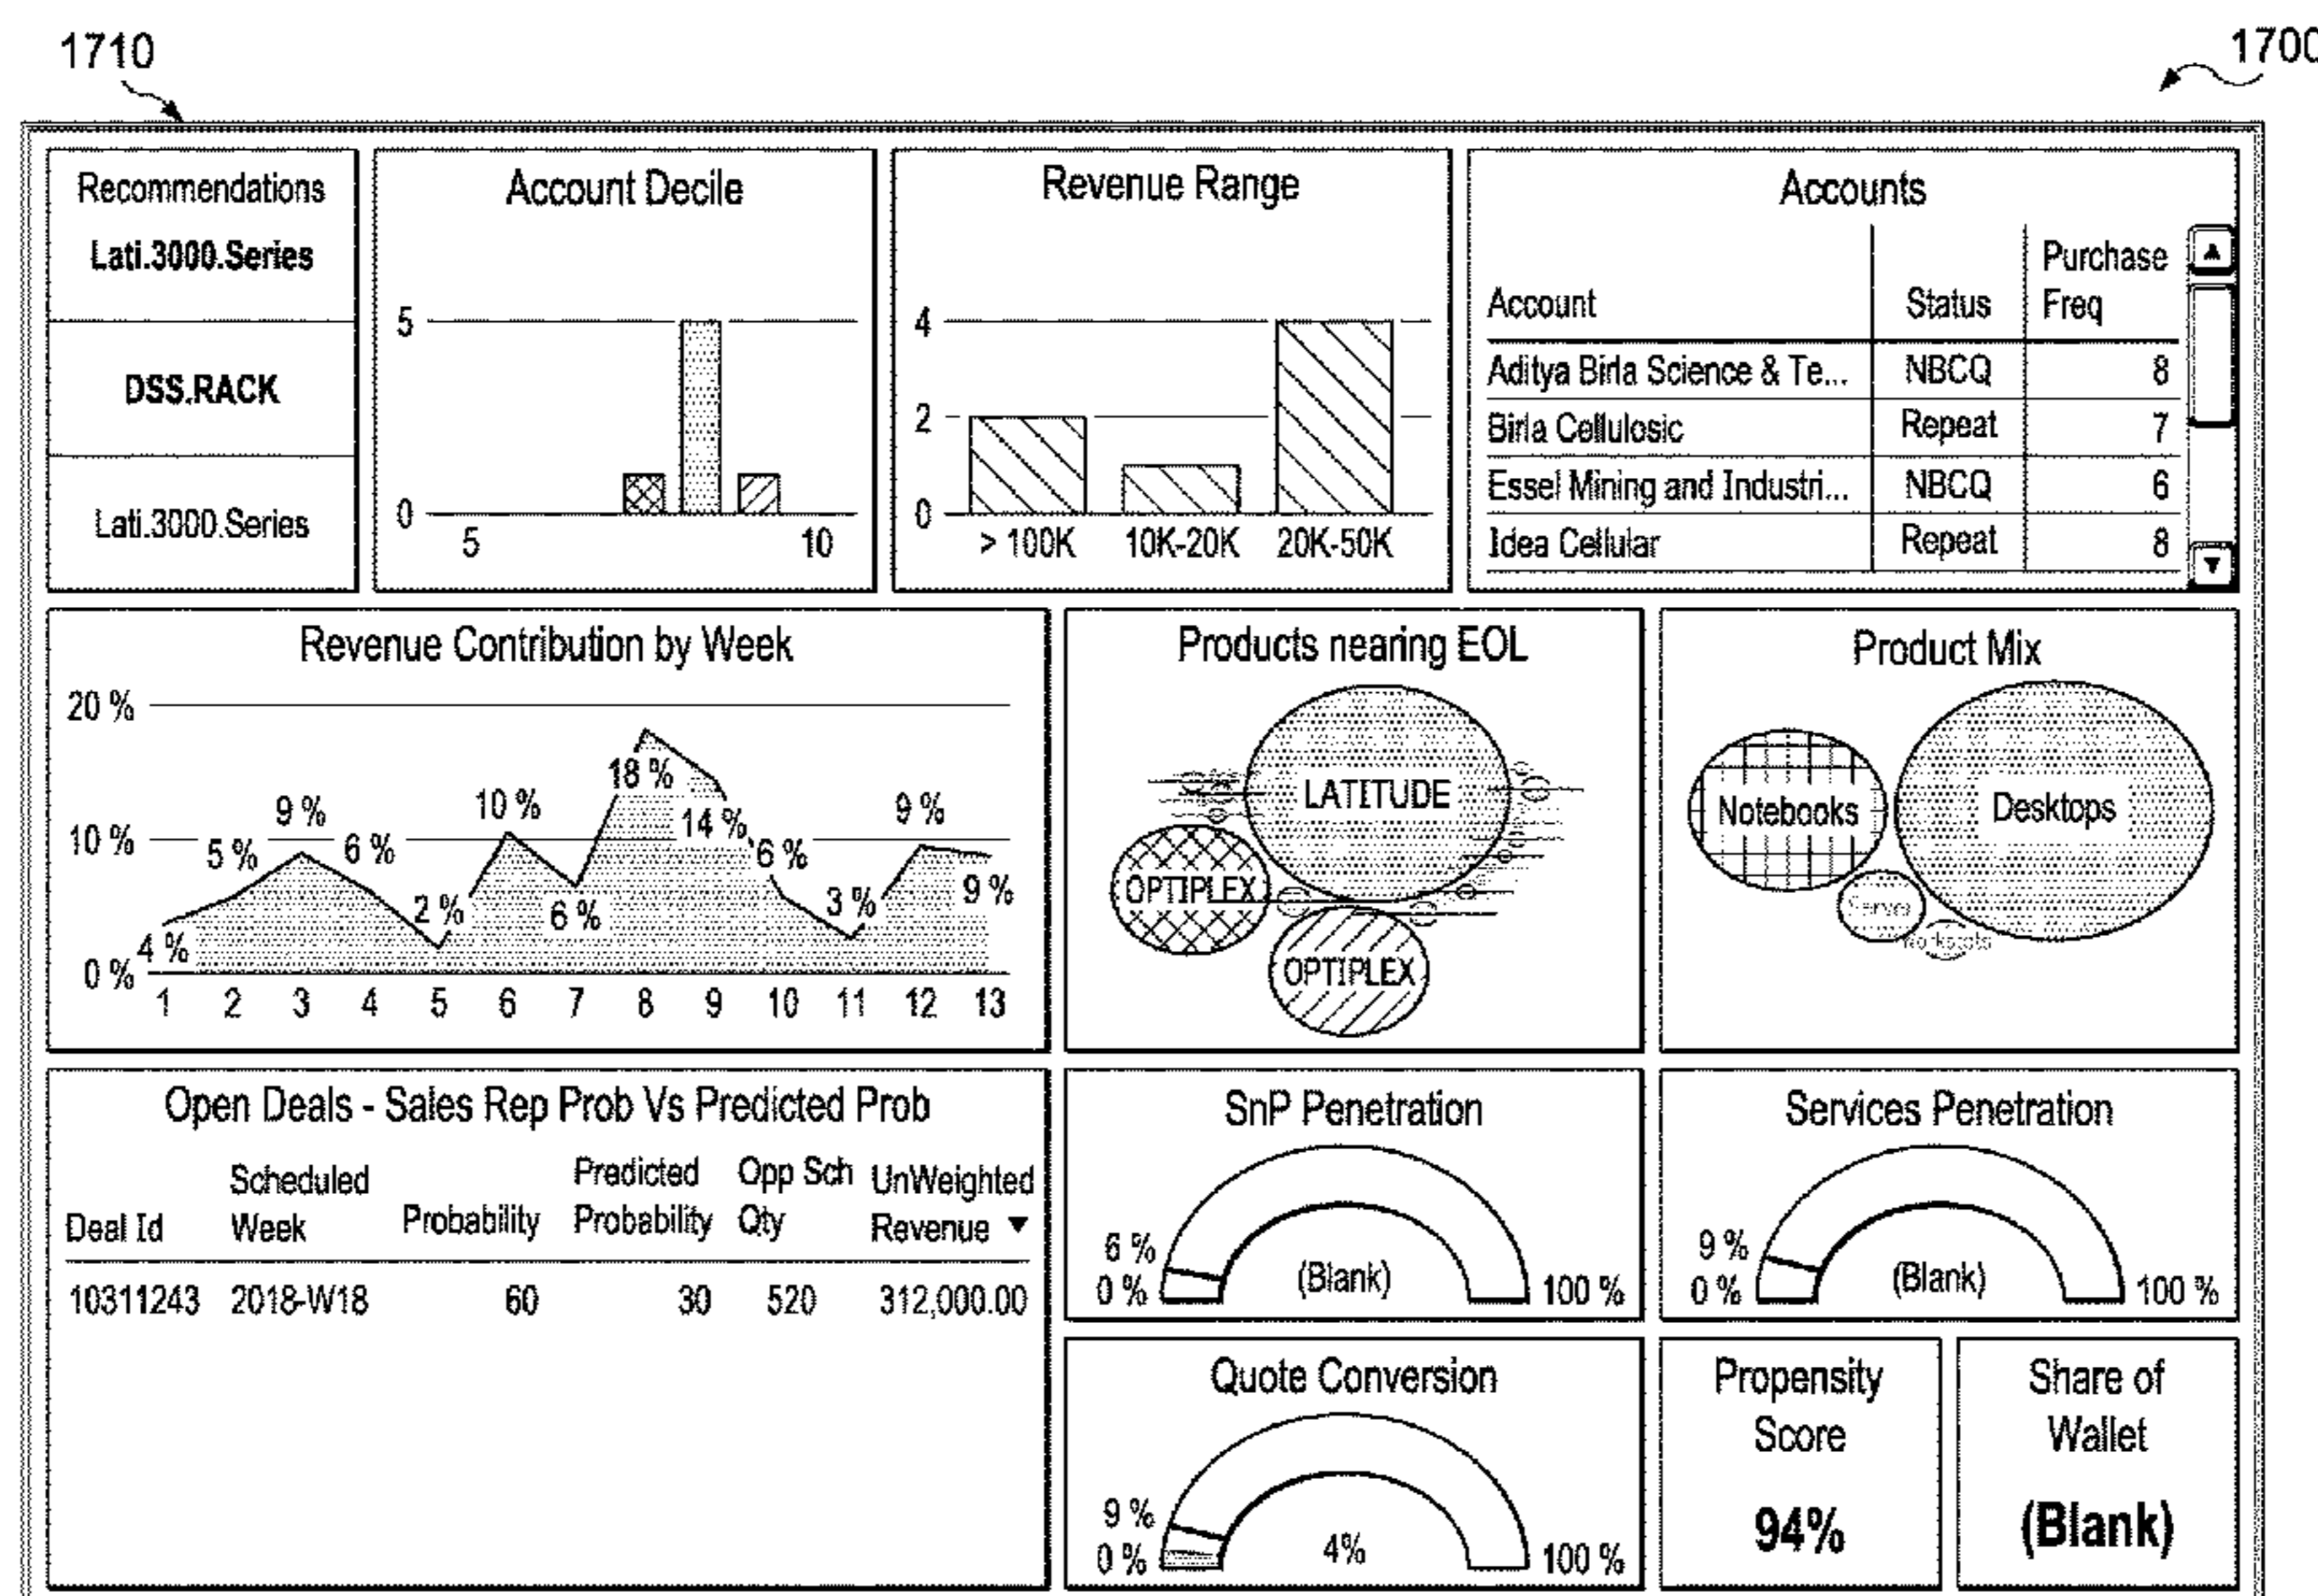 1710
1700
Recommendations
Lati.3000.Series
DSS.RACK
Lati.3000.Series
Account Decile
5
0
5 10
Revenue Range
4
2
0
> 100K 10K-20K 20K-50K
Accounts
Account Status Purchase Freq
Aditya Birla Science & Te... NBCQ 8
Birla Cellulosic Repeat 7
Essel Mining and Industri... NBCQ 6
Idea Cellular Repeat 8
Revenue Contribution by Week
20 %
10 %
0 %
4 % 5 % 9 % 6 % 2 % 10 % 6 % 18 % 14 % 6 % 3 % 9 % 9 %
1 2 3 4 5 6 7 8 9 10 11 12 13
Products nearing EOL
LATITUDE
OPTIPLEX
OPTIPLEX
Product Mix
Notebooks
Desktops
Server
Open Deals - Sales Rep Prob Vs Predicted Prob
Deal Id Scheduled Week Probability Predicted Probability Opp Sch Qty UnWeighted Revenue ▼
10311243 2018-W18 60 30 520 312,000.00
SnP Penetration
6 %
0 % (Blank) 100 %
Services Penetration
9 %
0 % (Blank) 100 %
Quote Conversion
9 %
0 % 4% 100 %
Propensity
Score
94%
Share of
Wallet
(Blank)